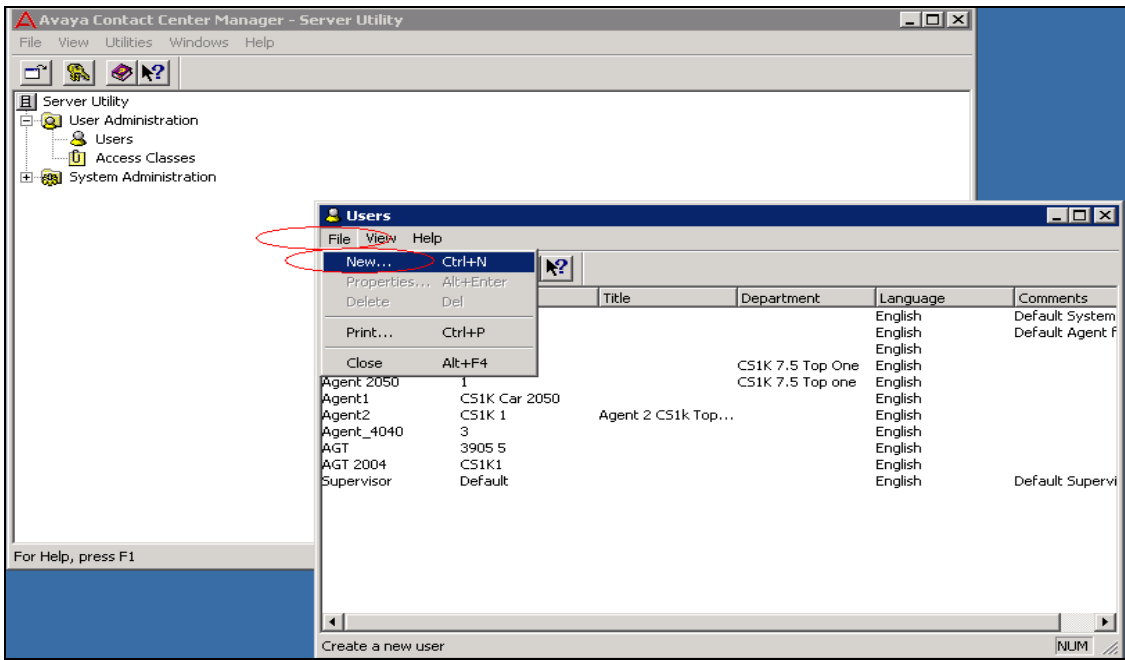 Avaya Contact Center Manager - Server Utility
File View Utilities Windows Help
Server Utility
User Administration
Users
Access Classes
System Administration
For Help, press F1
Users
File View Help
New... Ctrl+N
Properties... Alt+Enter
Delete Del
Print... Ctrl+P
Close Alt+F4
Title Department Language Comments
English Default System
English Default Agent f
English
CS1K 7.5 Top One English
Agent 2050 1 CS1K 7.5 Top one English
Agent1 CS1K Car 2050 English
Agent2 CS1K 1 Agent 2 CS1k Top... English
Agent_4040 3 English
AGT 3905 5 English
AGT 2004 CS1K1 English
Supervisor Default English Default Supervi
Create a new user NUM